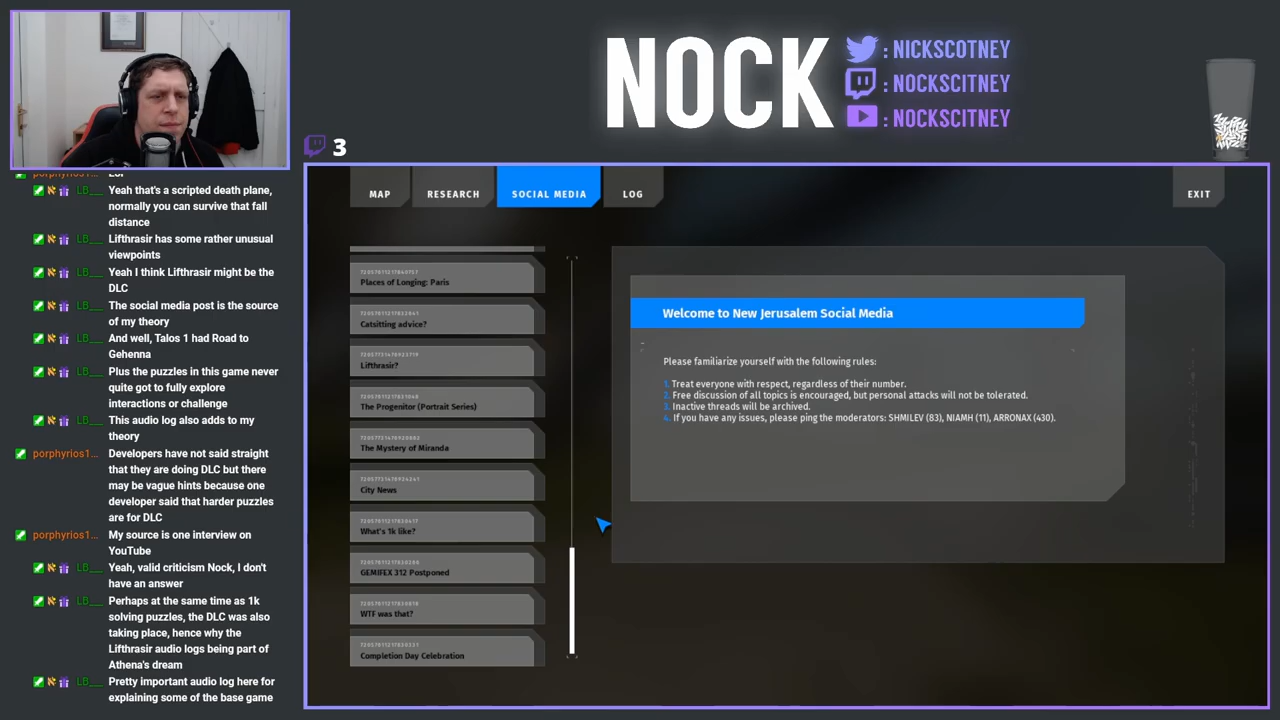 NOCK
: NICKSCOTNEY
: NOCKSCITNEY
: NOCKSCITNEY
3
porphyrios1...
LB__ Yeah that's a scripted death plane,
normally you can survive that fall
distance
LB__ Lifthrasir has some rather unusual
viewpoints
LB__ Yeah I think Lifthrasir might be the
DLC
LB__ The social media post is the source
of my theory
LB__ And well, Talos 1 had Road to
Gehenna
LB__ Plus the puzzles in this game never
quite got to fully explore
interactions or challenge
LB__ This audio log also adds to my
theory
porphyrios1... Developers have not said straight
that they are doing DLC but there
may be vague hints because one
developer said that harder puzzles
are for DLC
porphyrios1... My source is one interview on
YouTube
LB__ Yeah, valid criticism Nock, I don't
have an answer
LB__ Perhaps at the same time as 1k
solving puzzles, the DLC was also
taking place, hence why the
Lifthrasir audio logs being part of
Athena's dream
LB__ Pretty important audio log here for
explaining some of the base game
MAP
RESEARCH
SOCIAL MEDIA
LOG
EXIT
Places of Longing: Paris
Catsitting advice?
Lifthrasir?
The Progenitor (Portrait Series)
The Mystery of Miranda
City News
What's 1k like?
GEMIFEX 312 Postponed
WTF was that?
Completion Day Celebration
Welcome to New Jerusalem Social Media
Please familiarize yourself with the following rules:
1. Treat everyone with respect, regardless of their number.
2. Free discussion of all topics is encouraged, but personal attacks will not be tolerated.
3. Inactive threads will be archived.
4. If you have any issues, please ping the moderators: SHMILEV (83), NIAMH (11), ARRONAX (430).